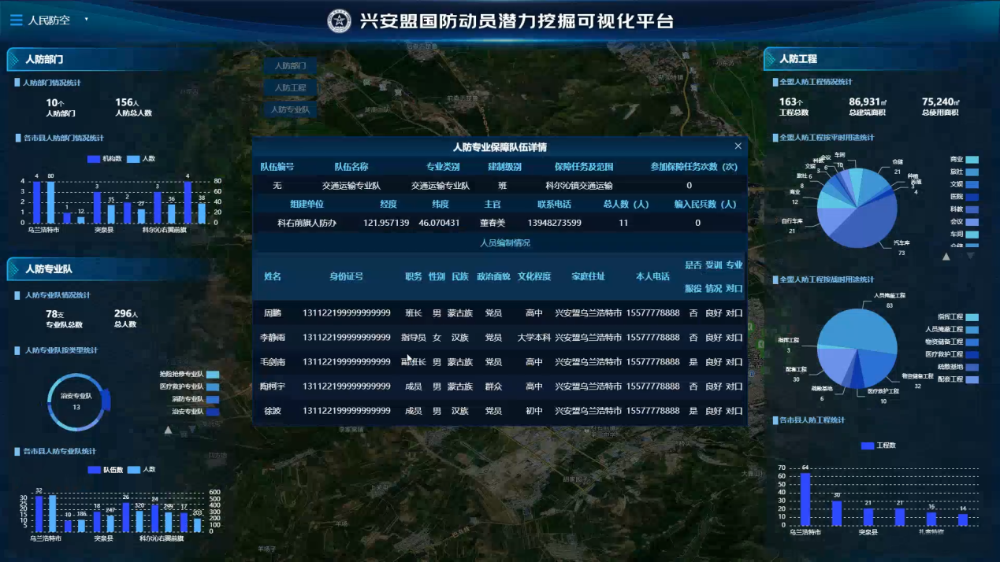 人民防空
兴安盟国防动员潜力挖掘可视化平台
人防部门
人防部门情况统计
10个
人防部门
156人
人防总人数
各市县人防部门情况统计
机构数 人数
4 80 1 12 3 35 2 27 3 36 4 38
4
3
2
1
0
80
60
40
20
0
乌兰浩特市 突泉县 科尔沁右翼前旗
人防专业队
人防专业队情况统计
78支
专业队总数
296人
总人数
人防专业队按类型统计
治安专业队
13
抢险抢修专业队
医疗救护专业队
消防专业队
治安专业队
各市县人防专业队统计
队伍数 人数
32 10 186 18 247 26 320 24 299 17 203
30
25
20
15
10
5
600
500
400
300
200
100
0
乌兰浩特市 突泉县 科尔沁右翼前旗
人防部门
人防工程
人防专业队
人防专业保障队伍详情
队伍编号 队伍名称 专业类别 建制级别 保障任务及范围 参加保障任务次数（次）
无 交通运输专业队 交通运输专业队 班 科尔沁镇交通运输 0
组建单位 经度 纬度 主官 联系电话 总人数（人） 输入民兵数（人）
科右前旗人防办 121.957139 46.070431 董春美 13948273599 11 0
人员编制情况
姓名 身份证号 职务 性别 民族 政治面貌 文化程度 家庭住址 本人电话 是否服役 受训情况 专业对口
周鹏 131122199999999999 班长 男 蒙古族 党员 高中 兴安盟乌兰浩特市 15577778888 否 良好 对口
李静雨 131122199999999999 指导员 女 汉族 党员 大学本科 兴安盟乌兰浩特市 15577778888 否 良好 对口
毛剑南 131122199999999999 副班长 男 蒙古族 党员 高中 兴安盟乌兰浩特市 15577778888 是 良好 对口
陶柯宇 131122199999999999 成员 男 蒙古族 群众 高中 兴安盟乌兰浩特市 15577778888 否 良好 对口
徐波 131122199999999999 成员 男 汉族 党员 初中 兴安盟乌兰浩特市 15577778888 是 良好 对口
人防工程
全盟人防工程情况统计
163个
工程总数
86,931㎡
总建筑面积
75,240㎡
总使用面积
全盟人防工程按平时用途统计
车间
仓储
21
种植
4
汽车库
73
自行车库
21
商业
12
旅社
8
文娱
科教
会议
商业
旅社
文娱
医院
科教
会议
车间
仓储
全盟人防工程按战时用途统计
人员掩蔽工程
83
物资储备工程
32
医疗救护工程
10
疏散基地
6
配套工程
30
指挥工程
3
指挥工程
人员掩蔽工程
物资储备工程
医疗救护工程
疏散基地
配套工程
各市县人防工程统计
工程数
70
60
50
40
30
20
10
0
64 30 21 21 16 14
乌兰浩特市 突泉县 扎赉特旗